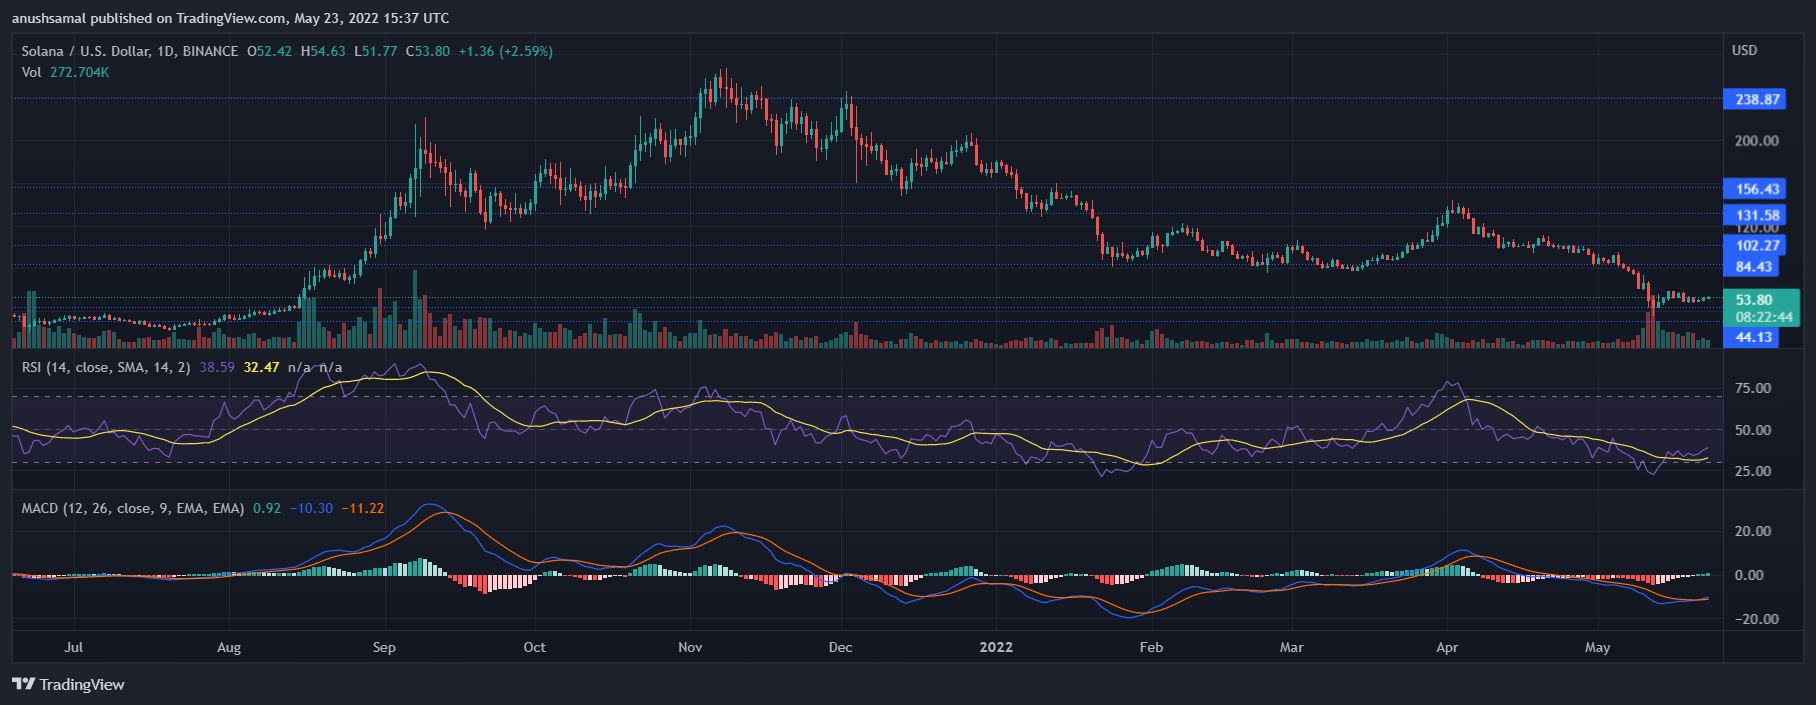 anushsamal published on TradingView.com, May 23, 2022 15:37 UTC
Solana / U.S. Dollar, 1D, BINANCE O52.42 H54.63 L51.77 C53.80 +1.36 (+2.59%)
USD
Vol 272.704K
238.87
200.00
156.43
131.58
120.00
102.27
84.43
53.80
08:22:44
44.13
RSI (14, close, SMA, 14, 2) 38.59 32.47 n/a n/a
75.00
50.00
25.00
MACD (12, 26, close, 9, EMA, EMA) 0.92 −10.30 −11.22
20.00
0.00
−20.00
Jul Aug Sep Oct Nov Dec 2022 Feb Mar Apr May
TradingView